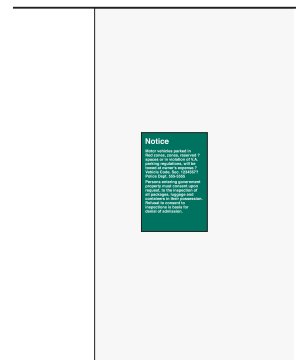 Notice
Motor vehicles parked in
Red zones, zones, reserved ?
spaces or in violation of V.A.
parking regulations, will be
towed at owner's expense ?
Vehicle Code. Sec. 12345671
Police Dept. 555-5555
Persons entering government
property must consent upon
request, to the inspection of
all packages, luggage and
containers in their possession.
Refusal to consent to
inspections is basis for
denial of admission.